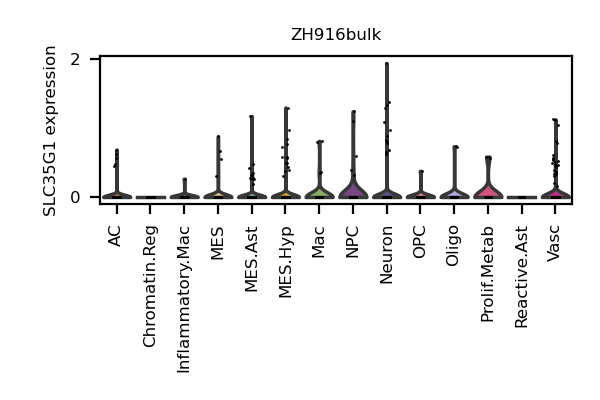 ZH916bulk
SLC35G1 expression
2
0
AC
Chromatin.Reg
Inflammatory.Mac
MES
MES.Ast
MES.Hyp
Mac
NPC
Neuron
OPC
Oligo
Prolif.Metab
Reactive.Ast
Vasc